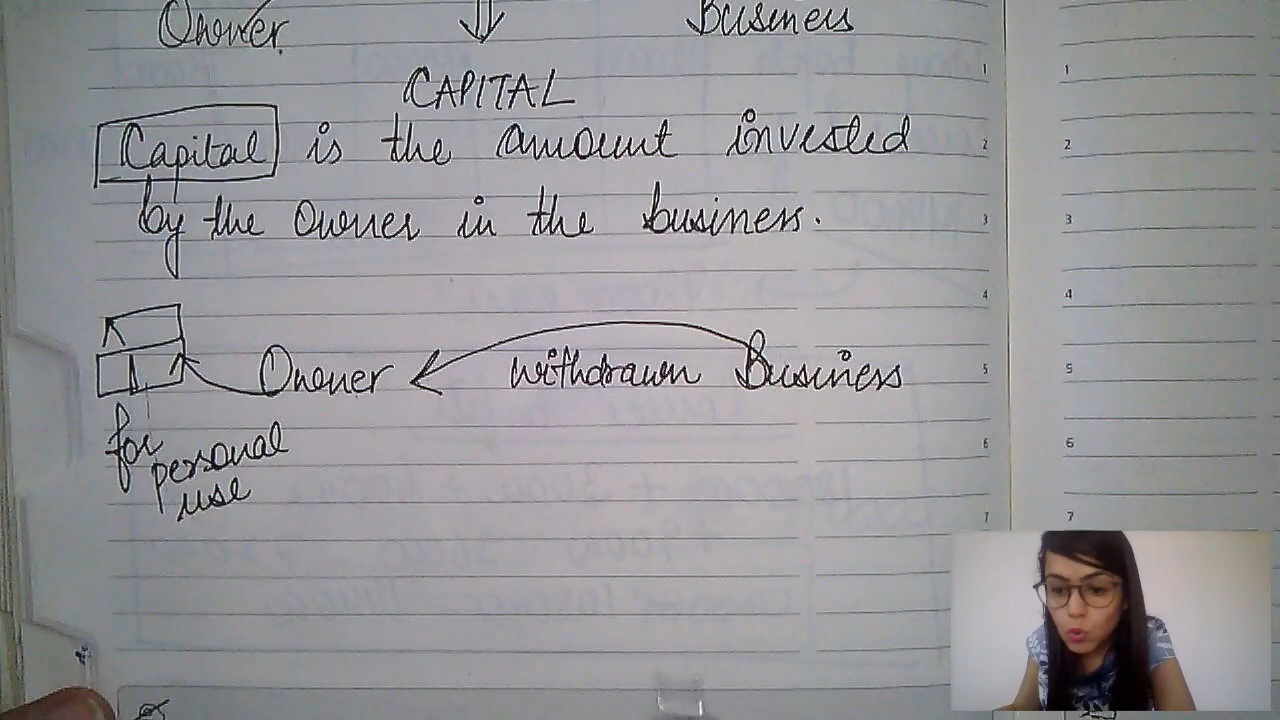 Owner Business
CAPITAL
Capital is the amount invested
by the owner in the business.
Owner withdrawn Business
for
personal
use
1 1
2 2
3 3
4 4
5 5
6 6
7 7